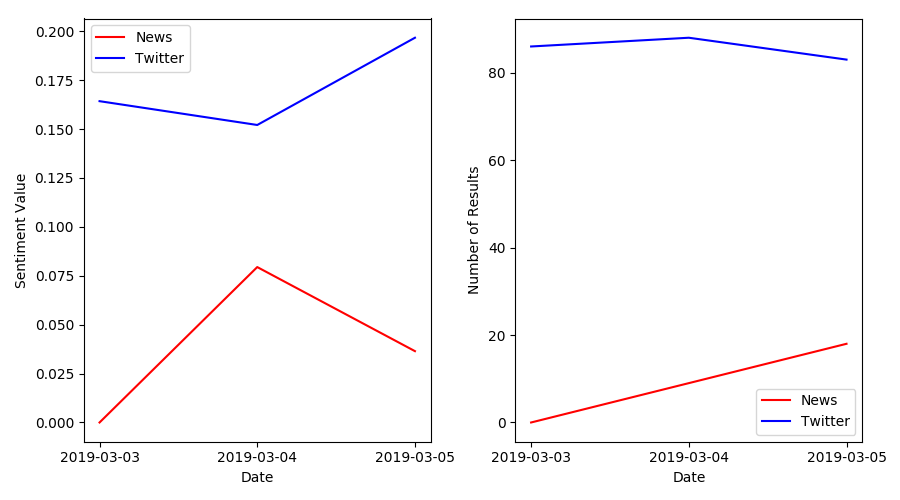 0.200
0.175
0.150
0.125
0.100
0.075
0.050
0.025
0.000
Sentiment Value
News
Twitter
2019-03-03 2019-03-04 2019-03-05
Date
80
60
40
20
0
Number of Results
News
Twitter
2019-03-03 2019-03-04 2019-03-05
Date